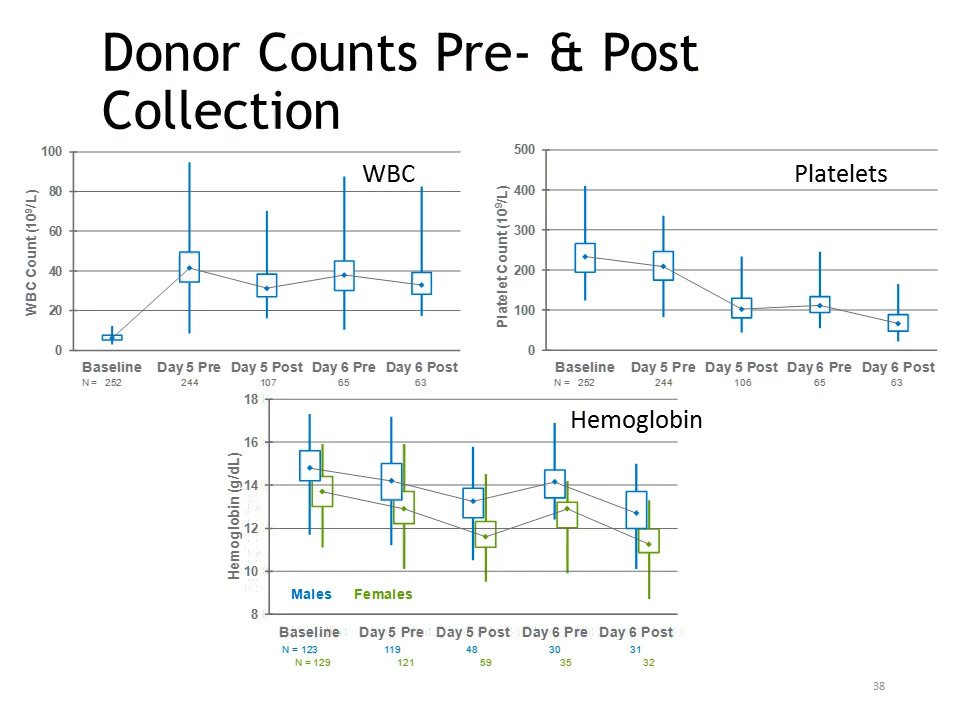 Donor Counts Pre- & Post
Collection
WBC
WBC Count (10⁹/L)
100
80
60
40
20
0
Baseline Day 5 Pre Day 5 Post Day 6 Pre Day 6 Post
N = 252 244 107 65 63
Platelets
Platelet Count (10⁹/L)
500
400
300
200
100
0
Baseline Day 5 Pre Day 5 Post Day 6 Pre Day 6 Post
N = 252 244 106 65 63
Hemoglobin
Hemoglobin (g/dL)
18
16
14
12
10
8
Males Females
Baseline Day 5 Pre Day 5 Post Day 6 Pre Day 6 Post
N = 123 119 48 30 31
N = 129 121 59 35 32
38